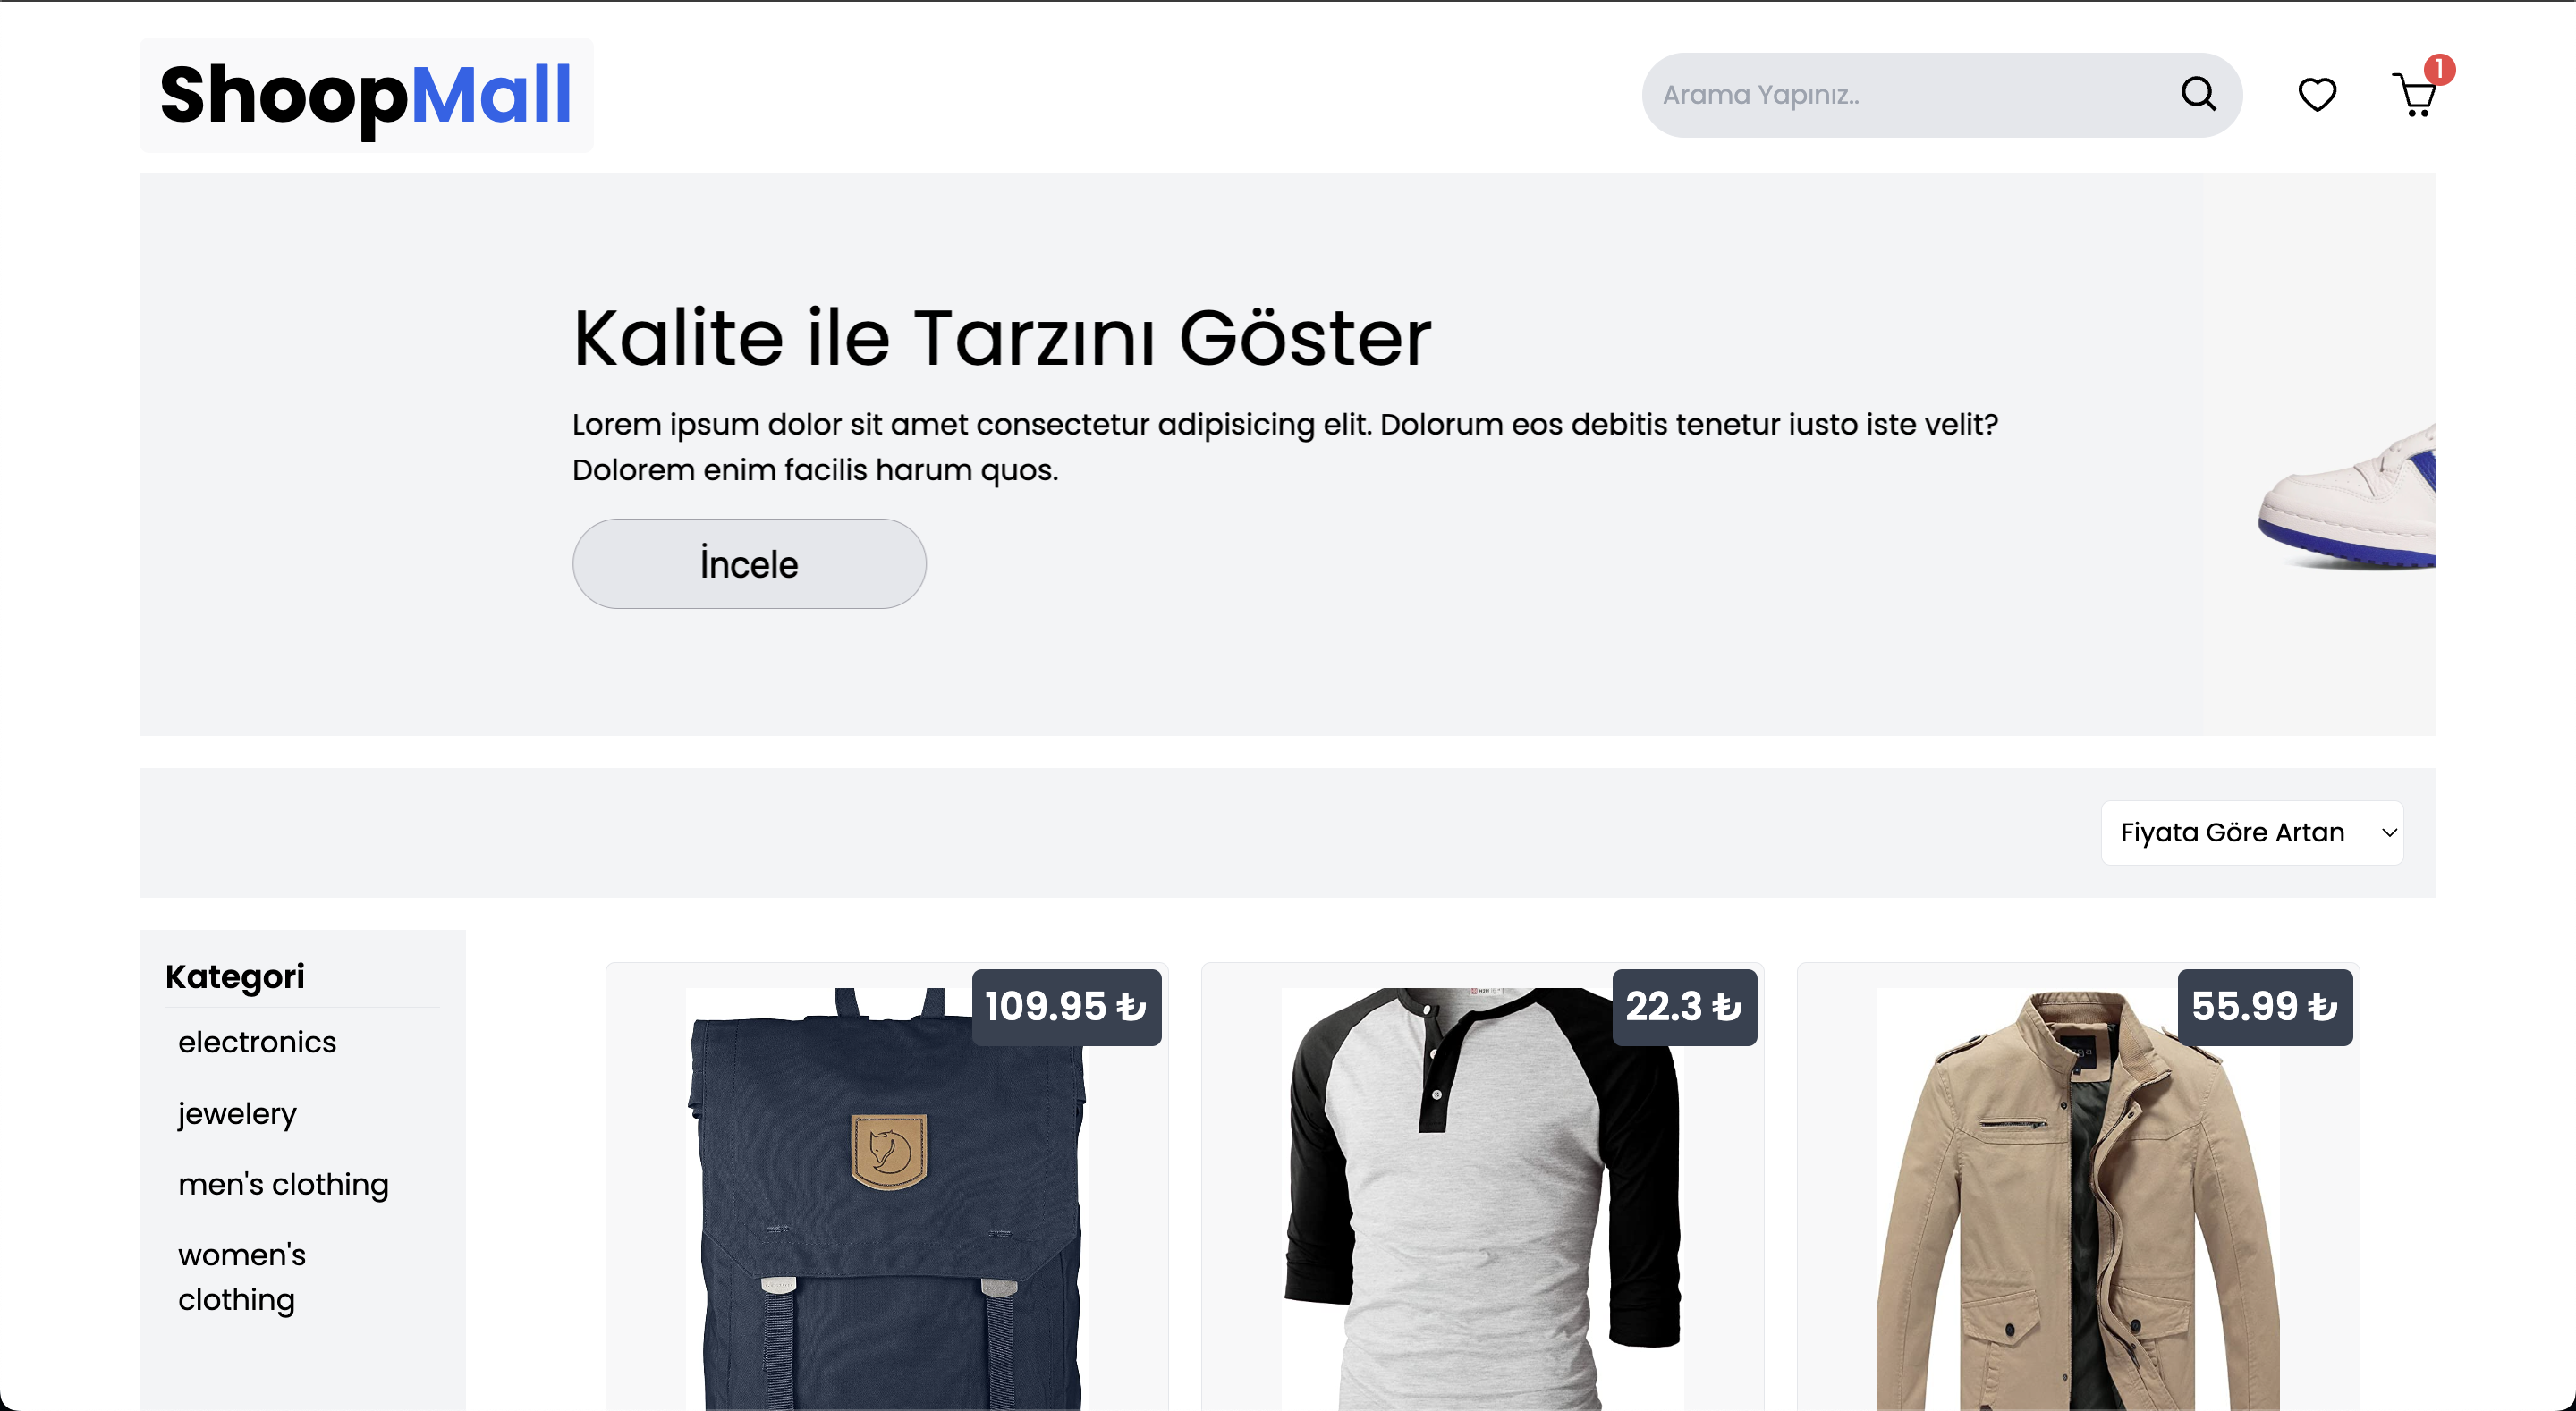 ShoopMall
Arama Yapınız..
1
Kalite ile Tarzını Göster
Lorem ipsum dolor sit amet consectetur adipisicing elit. Dolorum eos debitis tenetur iusto iste velit?
Dolorem enim facilis harum quos.
İncele
Fiyata Göre Artan
Kategori
electronics
jewelery
men's clothing
women's
clothing
109.95 ₺
22.3 ₺
55.99 ₺